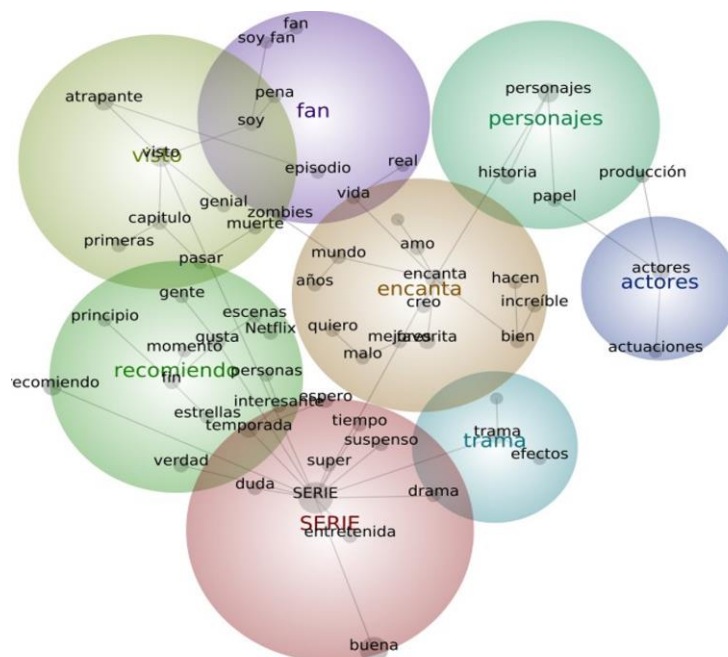 fan
soy fan
personajes
atrapante
pena
fan
personajes
soy
visto
visto
real
episodio
historia
producción
vida
papel
genial
zombies
capitulo
muerte
primeras
amo
mundo
pasar
actores
encanta
hacen
actores
años
encanta
gente
creo
increíble
principio
escenas
Netflix
quiero
gusta
mejores
favorita
bien
momento
malo
actuaciones
recomiendo
personas
fin
recomiendo
espero
interesante
estrellas
temporada
tiempo
trama
suspenso
trama
efectos
verdad
super
duda
SERIE
drama
SERIE
entretenida
buena